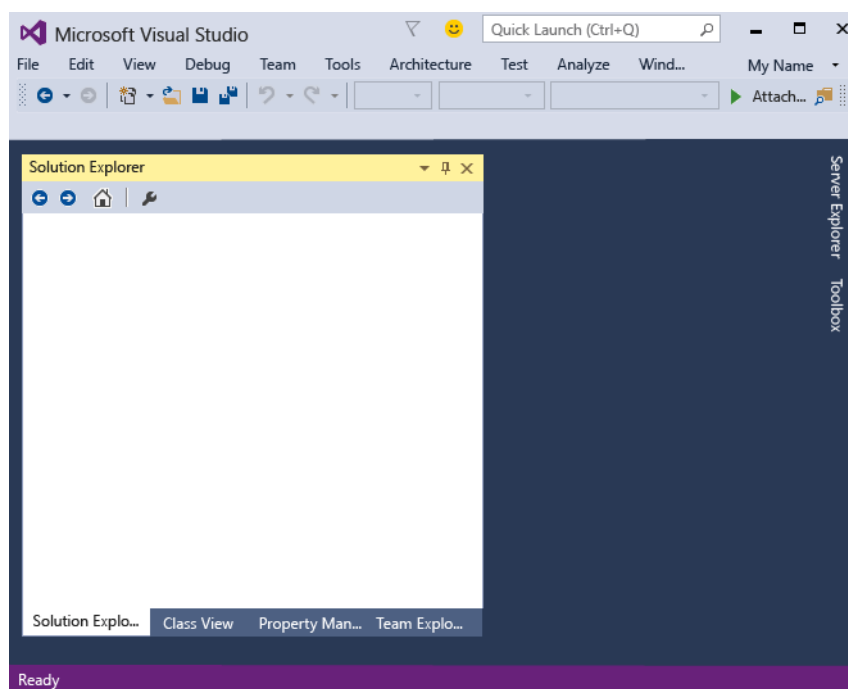 Microsoft Visual Studio Quick Launch (Ctrl+Q)
File Edit View Debug Team Tools Architecture Test Analyze Wind... My Name
Attach...
Solution Explorer
Server Explorer
Toolbox
Solution Explo... Class View Property Man... Team Explo...
Ready